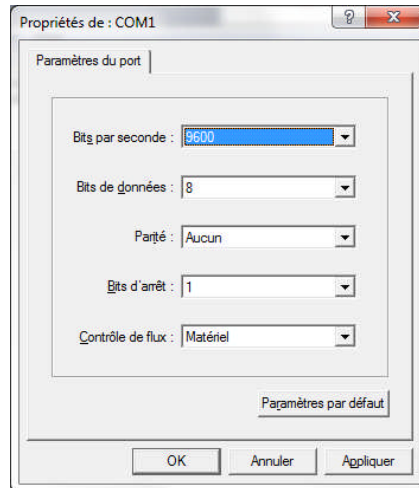 Propriétés de : COM1
Paramètres du port
Bits par seconde : 9600
Bits de données : 8
Parité : Aucun
Bits d'arrêt : 1
Contrôle de flux : Matériel
Paramètres par défaut
OK Annuler Appliquer